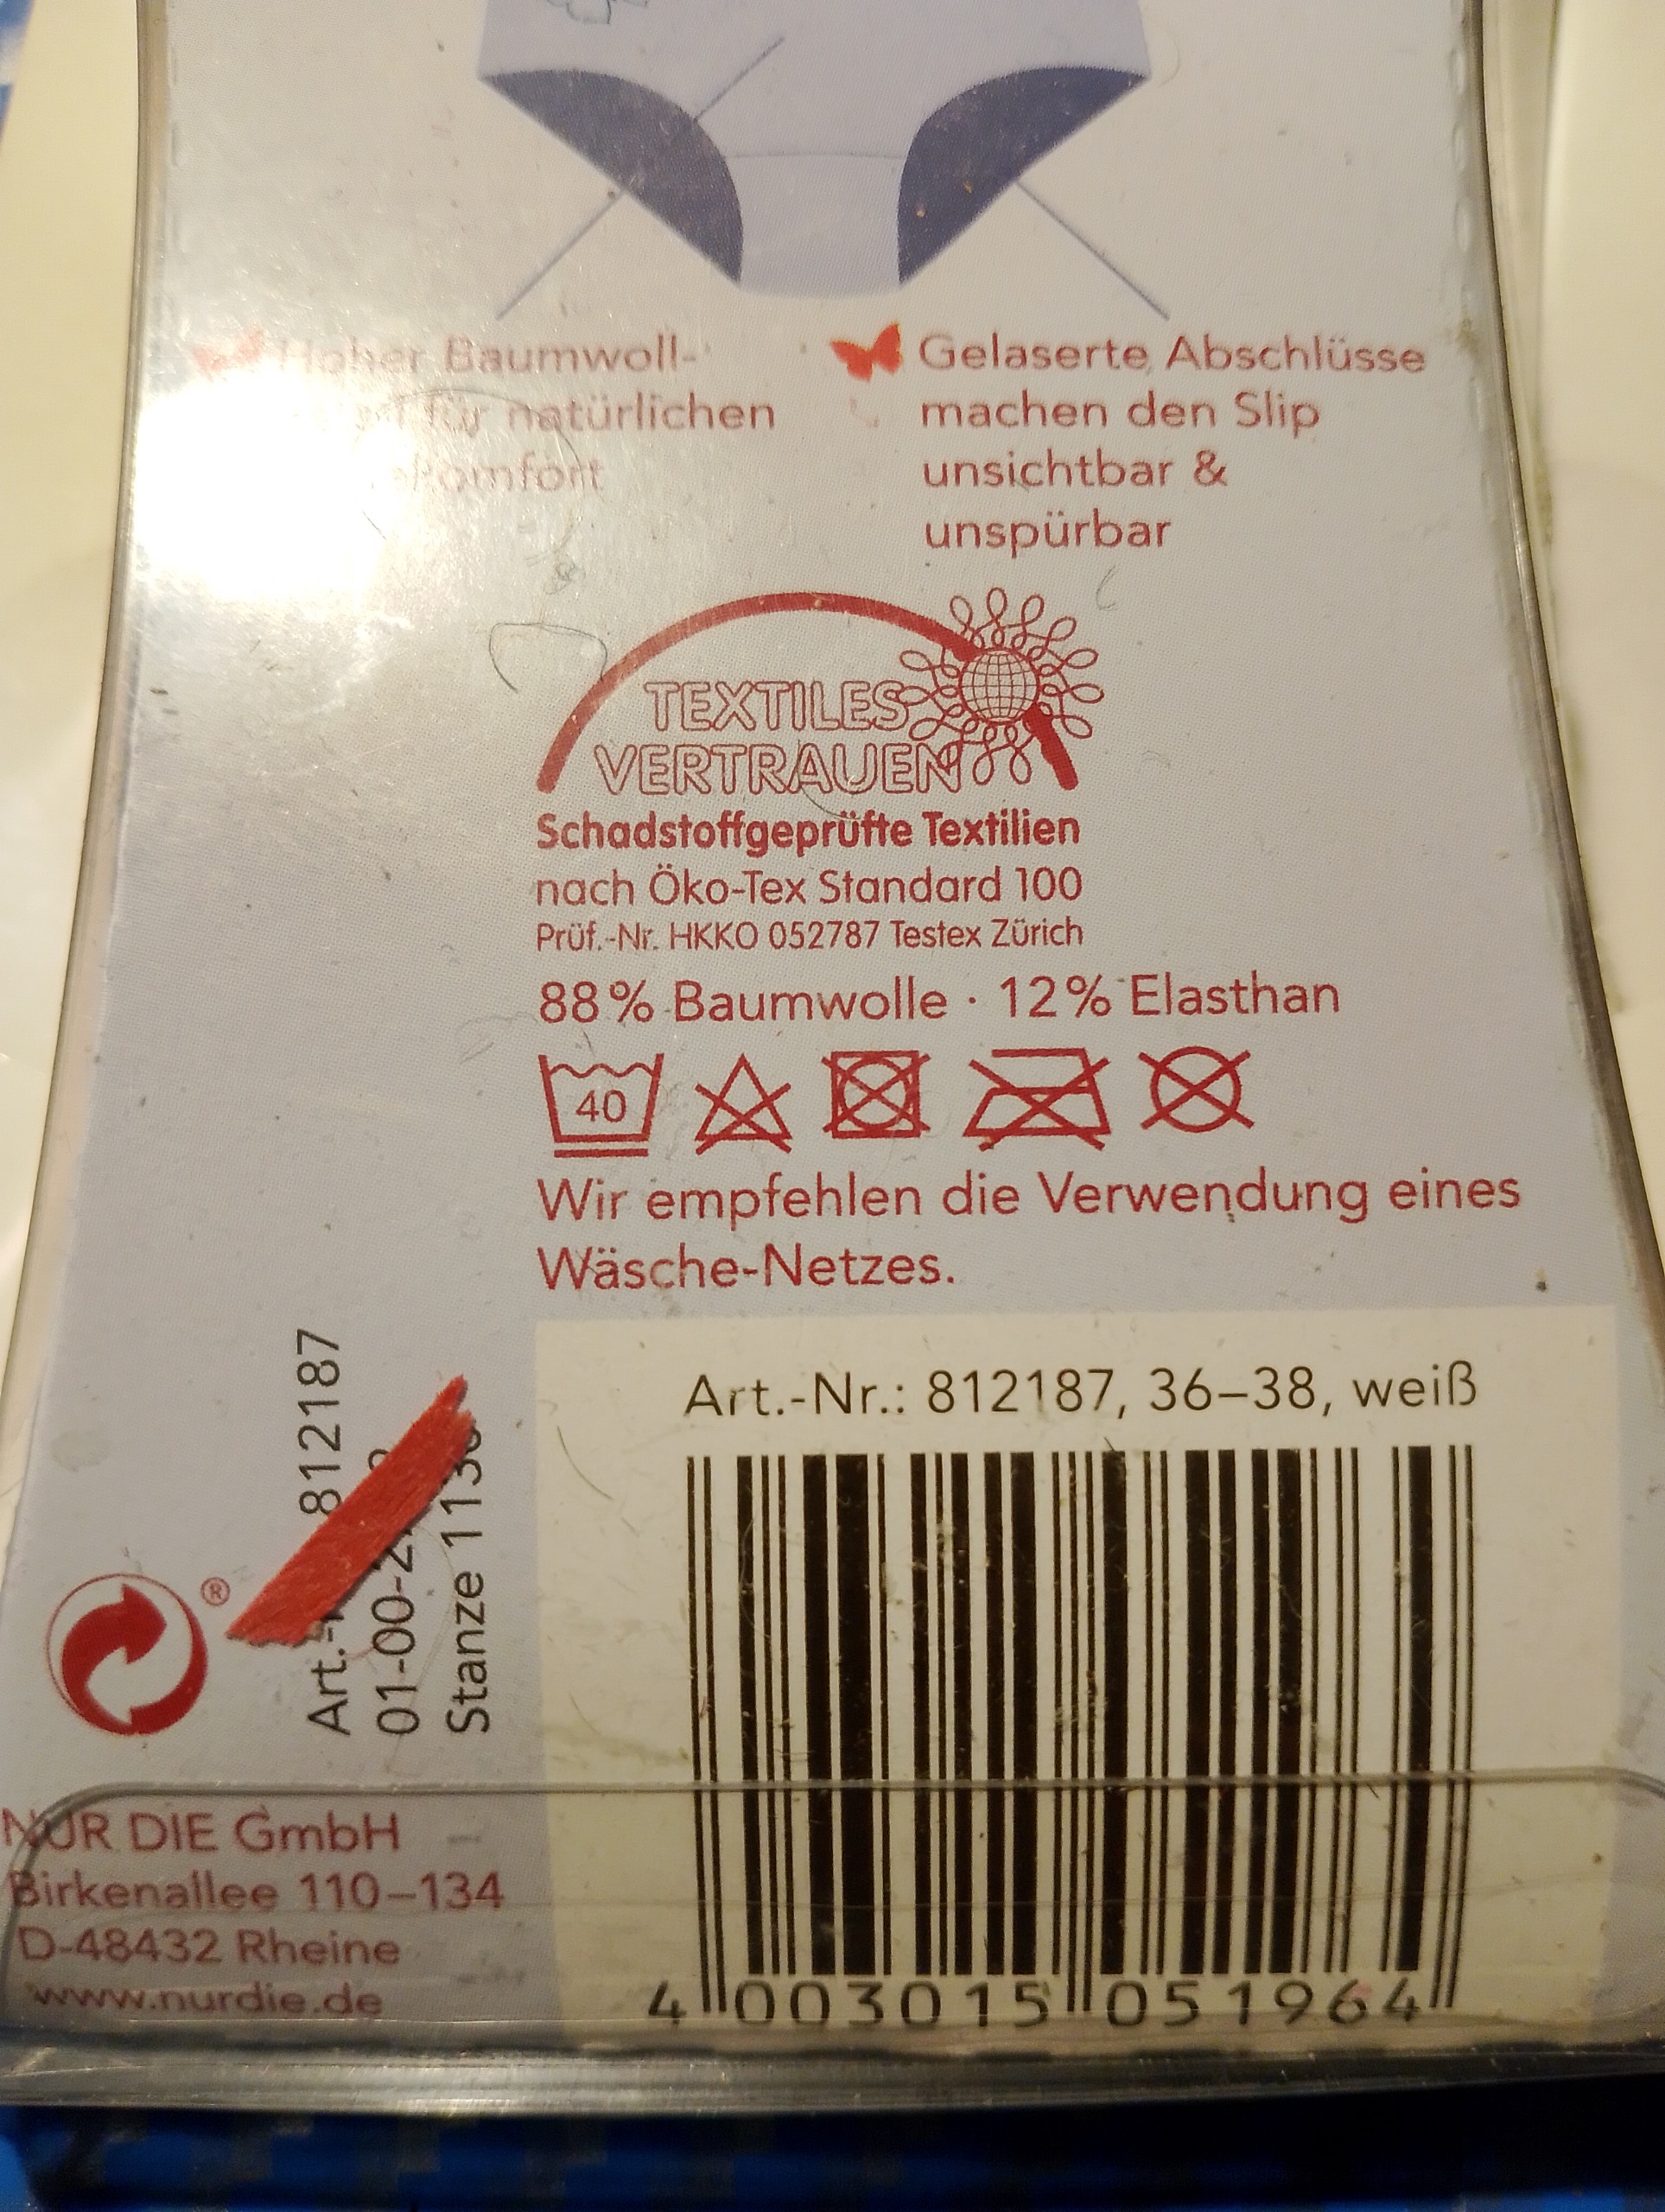 Hoher Baumwoll-
für natürlichen
Gelaserte Abschlüsse
machen den Slip
unsichtbar &
unspürbar
TEXTILES
VERTRAUEN
Schadstoffgeprüfte Textilien
nach Öko-Tex Standard 100
Prüf.-Nr. HKKO 052787 Testex Zürich
88% Baumwolle · 12% Elasthan
40
Wir empfehlen die Verwendung eines
Wäsche-Netzes.
Art.-Nr.: 812187, 36–38, weiß
812187
Stanze
®
NUR DIE GmbH
Birkenallee 110–134
D-48432 Rheine
www.nurdie.de
4 003015 051964